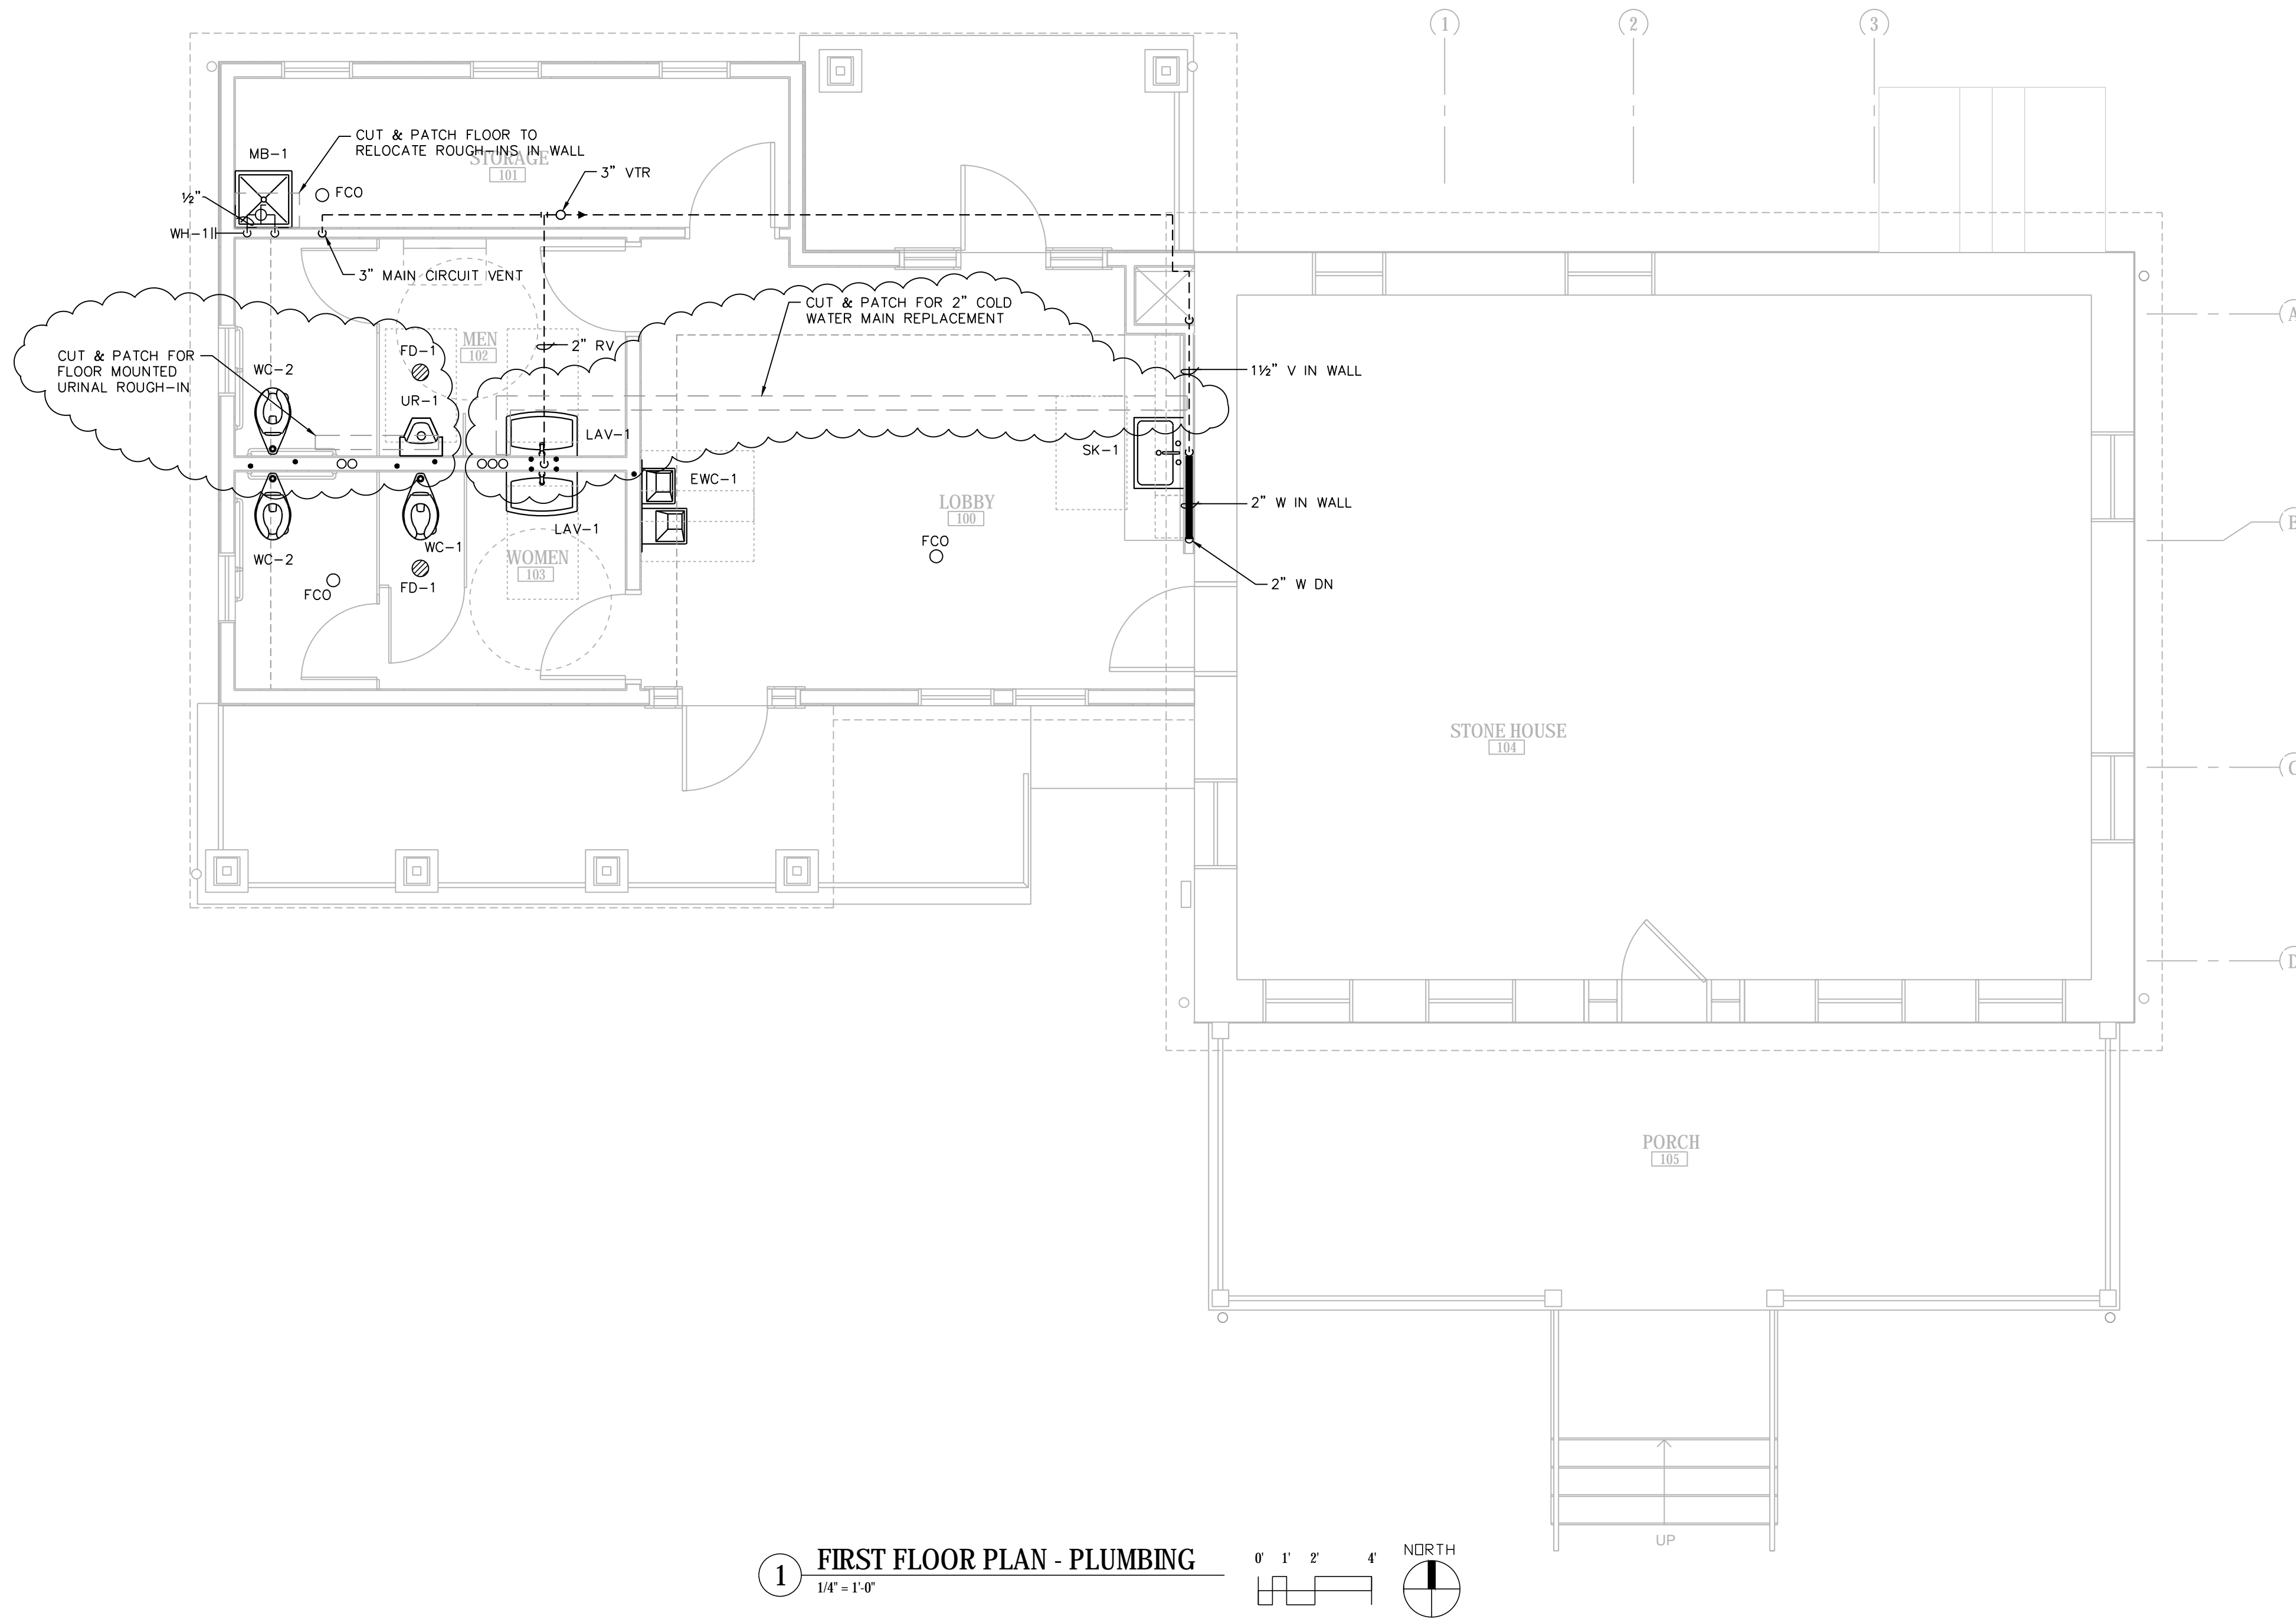 1
2
3
CUT & PATCH FLOOR TO
RELOCATE ROUGH-INS IN WALL
MB-1
STORAGE
101
3" VTR
FCO
½"
WH-1
3" MAIN CIRCUIT VENT
CUT & PATCH FOR 2" COLD
WATER MAIN REPLACEMENT
A
MEN
102
2" RV
FD-1
CUT & PATCH FOR
FLOOR MOUNTED
URINAL ROUGH-IN
WC-2
1½" V IN WALL
UR-1
LAV-1
SK-1
EWC-1
LOBBY
100
2" W IN WALL
B
LAV-1
WC-1
WC-2
WOMEN
103
FCO
FD-1
FCO
2" W DN
STONE HOUSE
104
C
D
PORCH
105
UP
1
FIRST FLOOR PLAN - PLUMBING
1/4" = 1'-0"
0' 1' 2' 4'
NORTH